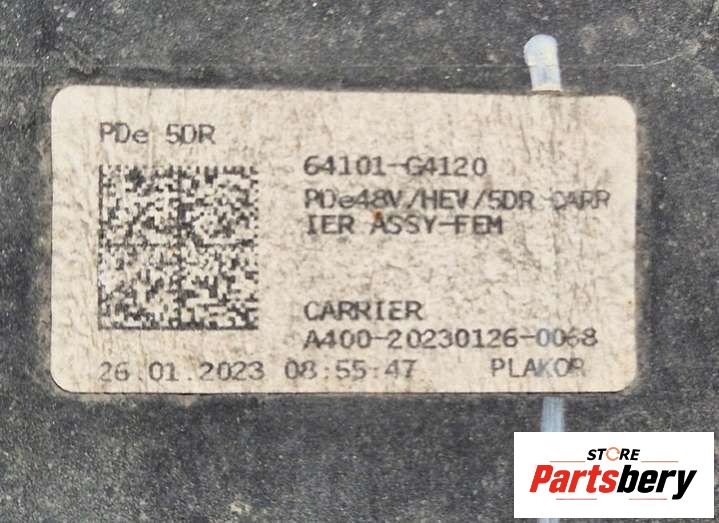 PDe 5DR
64101-G4120
PDe48V/HEV/5DR CARR
IER ASSY-FEM
CARRIER
A400-20230126-0068
26.01.2023 08:55:47 PLAKOR
STORE
Partsbery